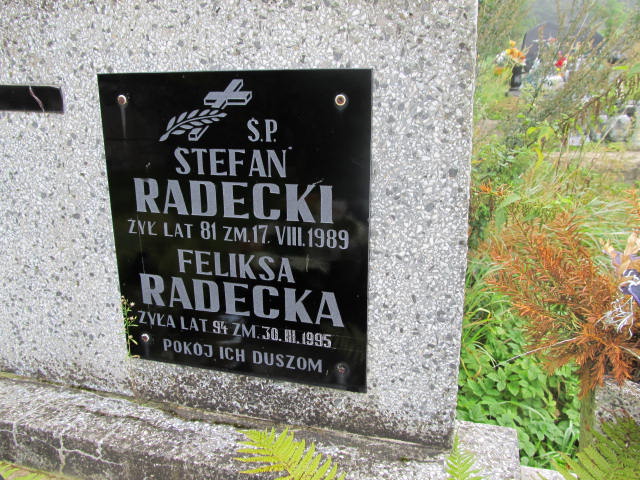 Ś.P.
STEFAN
RADECKI
ŻYŁ LAT 81 ZM. 17. VIII. 1989
FELIKSA
RADECKA
ŻYŁA LAT 94 ZM. 30. III. 1995
POKÓJ ICH DUSZOM